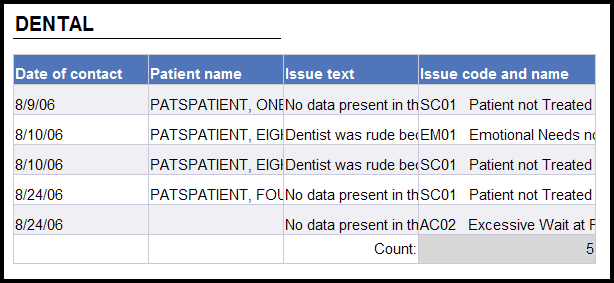 DENTAL
Date of contact Patient name Issue text Issue code and name
8/9/06 PATSPATIENT, ONE No data present in th SC01 Patient not Treated
8/10/06 PATSPATIENT, EIGH Dentist was rude bec EM01 Emotional Needs no
8/10/06 PATSPATIENT, EIGH Dentist was rude bec SC01 Patient not Treated
8/24/06 PATSPATIENT, FOU No data present in th SC01 Patient not Treated
8/24/06 No data present in th AC02 Excessive Wait at
Count: 5